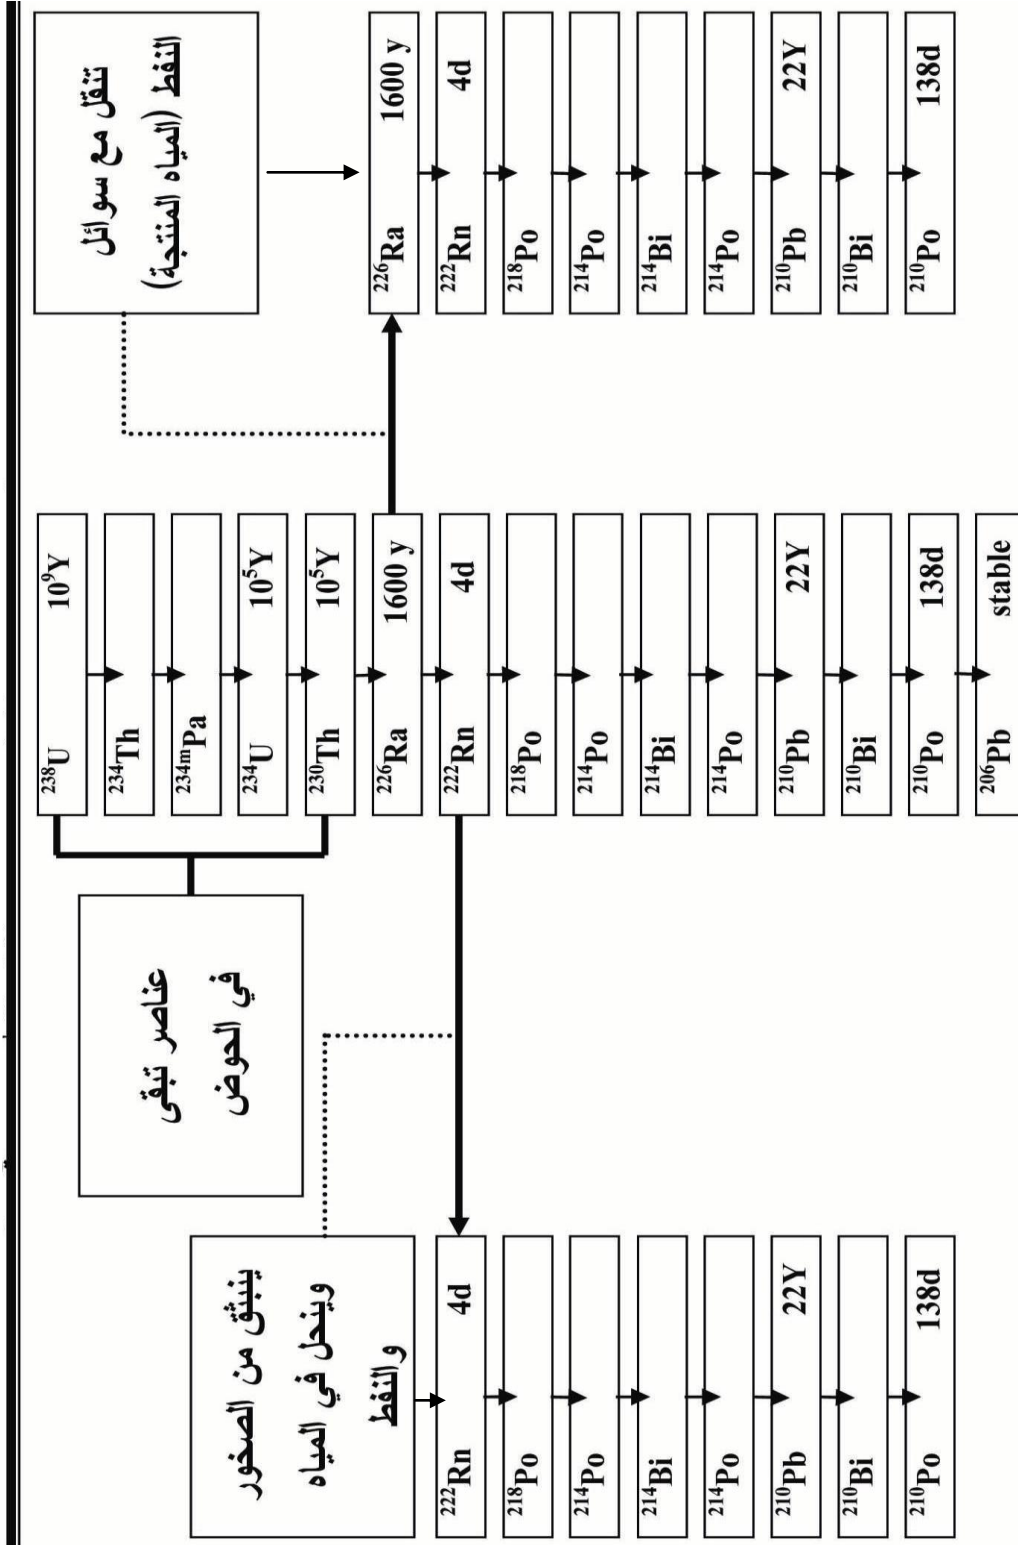 ينبثق من الصخور
وينحل في المياه
والنفط
²²²Rn 4d
²¹⁸Po
²¹⁴Po
²¹⁴Bi
²¹⁴Po
²¹⁰Pb 22Y
²¹⁰Bi
²¹⁰Po 138d
عناصر تبقى
في الحوض
²³⁸U 10⁹Y
²³⁴Th
²³⁴ᵐPa
²³⁴U 10⁵Y
²³⁰Th 10⁵Y
²²⁶Ra 1600 y
²²²Rn 4d
²¹⁸Po
²¹⁴Po
²¹⁴Bi
²¹⁴Po
²¹⁰Pb 22Y
²¹⁰Bi
²¹⁰Po 138d
²⁰⁶Pb stable
تنقل مع سوائل
النفط (المياه المنتجة)
²²⁶Ra 1600 y
²²²Rn 4d
²¹⁸Po
²¹⁴Po
²¹⁴Bi
²¹⁴Po
²¹⁰Pb 22Y
²¹⁰Bi
²¹⁰Po 138d